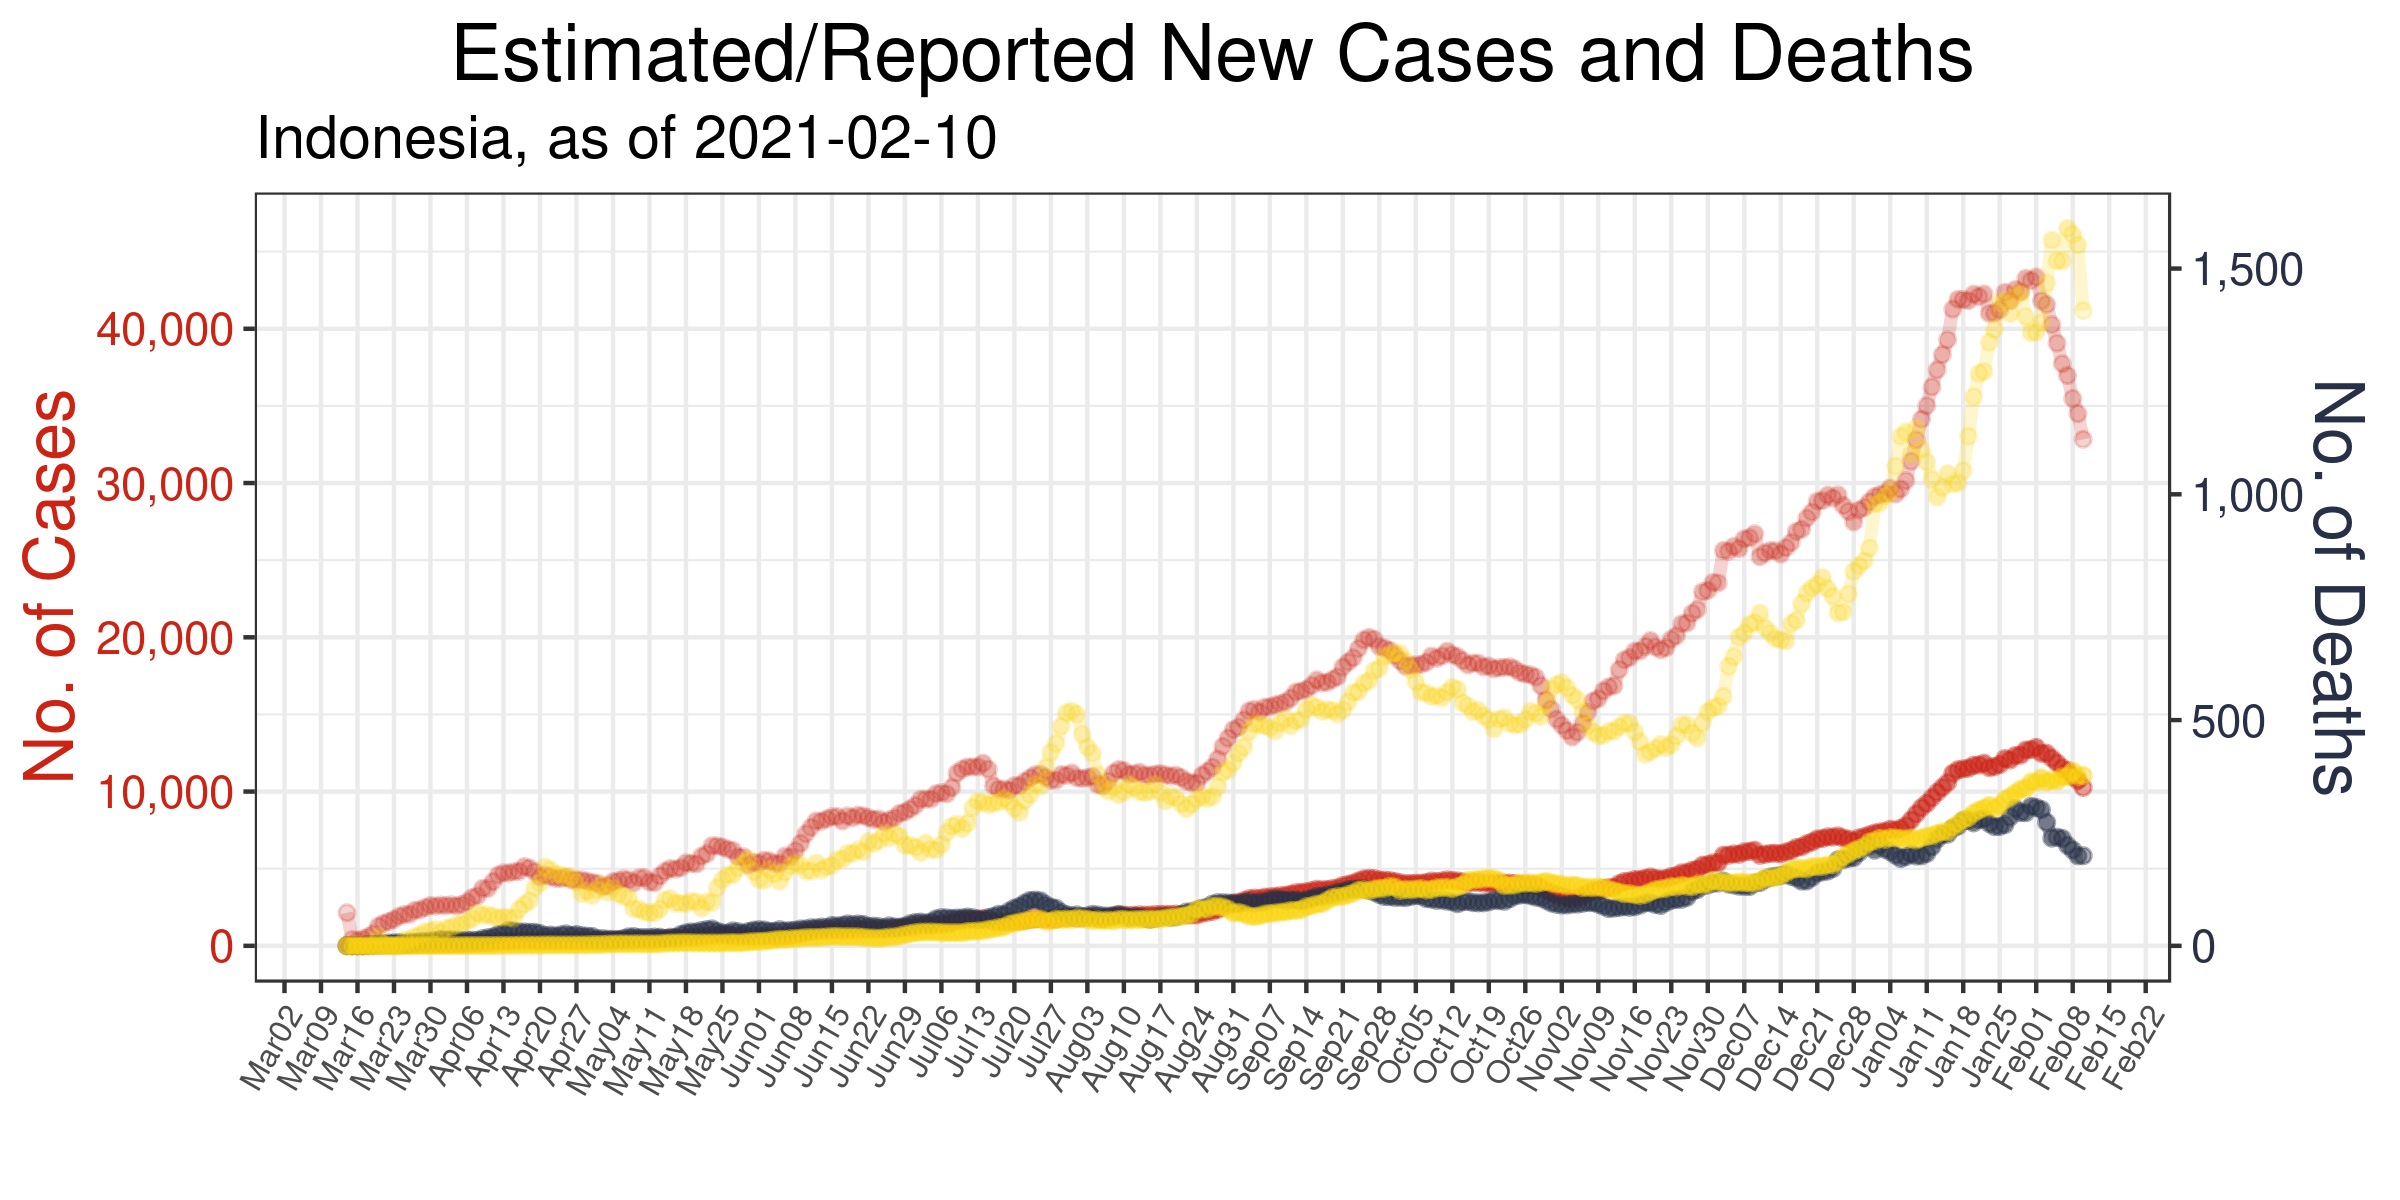 Estimated/Reported New Cases and Deaths
Indonesia, as of 2021-02-10
No. of Cases
40,000
30,000
20,000
10,000
0
1,500
1,000
500
0
No. of Deaths
Mar02
Mar09
Mar16
Mar23
Mar30
Apr06
Apr13
Apr20
Apr27
May04
May11
May18
May25
Jun01
Jun08
Jun15
Jun22
Jun29
Jul06
Jul13
Jul20
Jul27
Aug03
Aug10
Aug17
Aug24
Aug31
Sep07
Sep14
Sep21
Sep28
Oct05
Oct12
Oct19
Oct26
Nov02
Nov09
Nov16
Nov23
Nov30
Dec07
Dec14
Dec21
Dec28
Jan04
Jan11
Jan18
Jan25
Feb01
Feb08
Feb15
Feb22